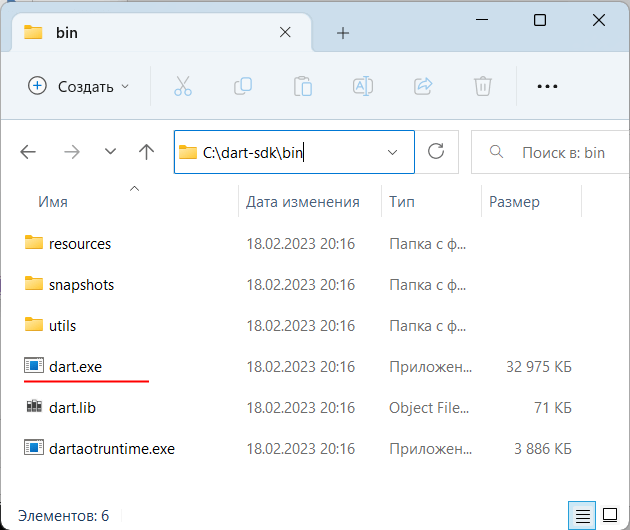 bin
Создать
C:\dart-sdk\bin
Поиск в: bin
Имя Дата изменения Тип Размер
resources 18.02.2023 20:16 Папка с ф...
snapshots 18.02.2023 20:16 Папка с ф...
utils 18.02.2023 20:16 Папка с ф...
dart.exe 18.02.2023 20:16 Приложен... 32 975 КБ
dart.lib 18.02.2023 20:16 Object File... 71 КБ
dartaotruntime.exe 18.02.2023 20:16 Приложен... 3 886 КБ
Элементов: 6